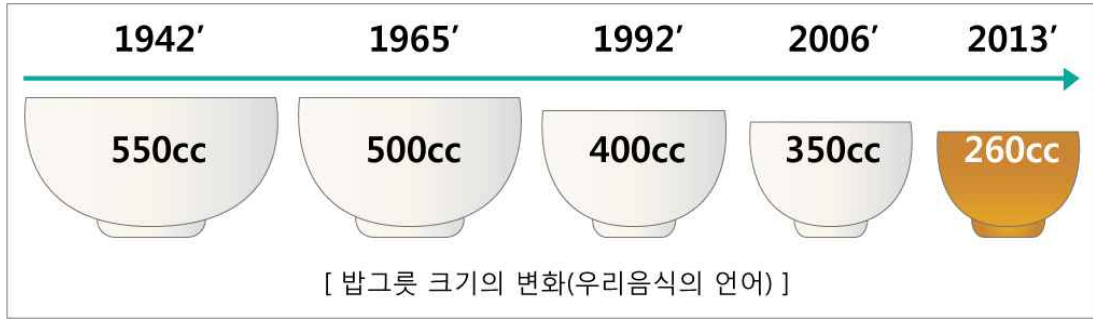 1942’ 1965’ 1992’ 2006’ 2013’
550cc 500cc 400cc 350cc 260cc
[ 밥그릇 크기의 변화(우리음식의 언어) ]